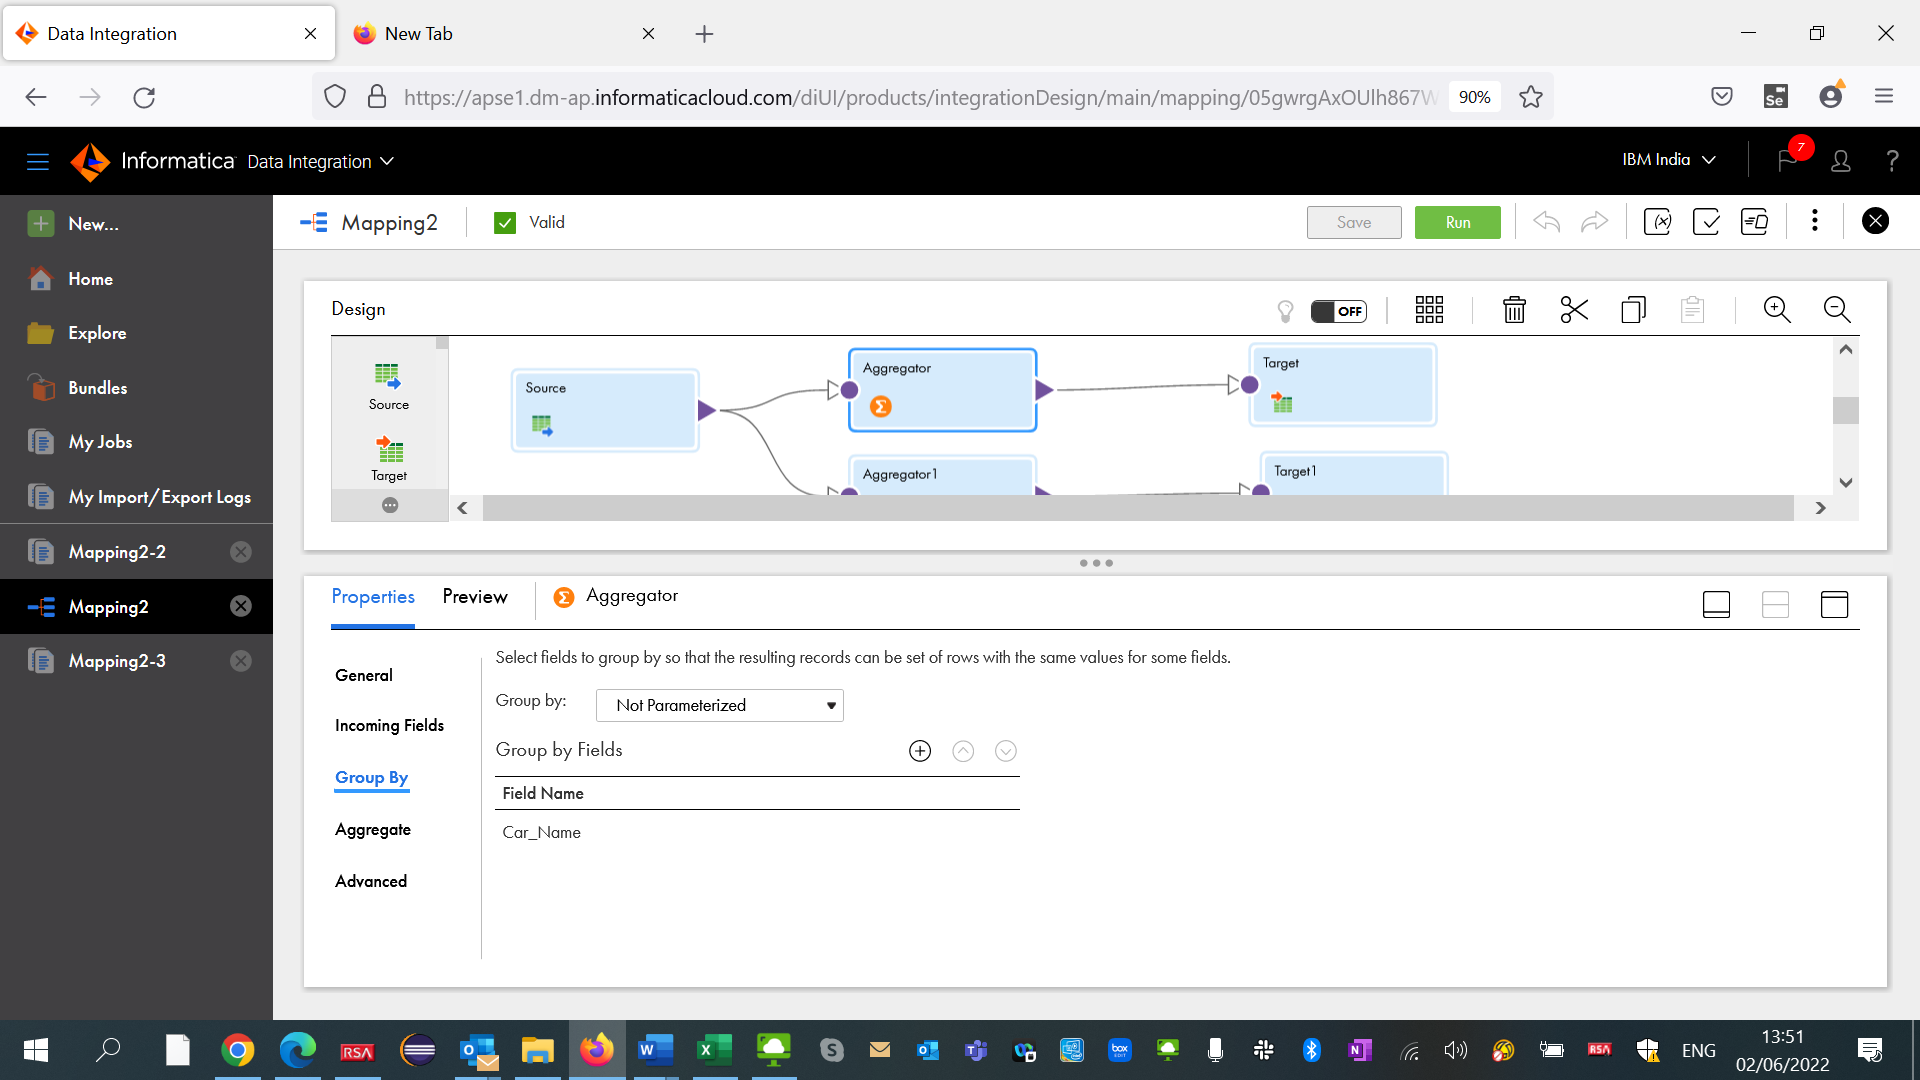 Data Integration
New Tab
https://apse1.dm-ap.informaticacloud.com/diUI/products/integrationDesign/main/mapping/05gwrgAxOUlh867W
90%
Se
Informatica Data Integration
IBM India
7
?
New...
Home
Explore
Bundles
My Jobs
My Import/Export Logs
Mapping2-2
Mapping2
Mapping2-3
Mapping2
Valid
Save
Run
Design
OFF
Source
Target
Source
Aggregator
Target
Aggregator1
Target1
Properties
Preview
Aggregator
General
Incoming Fields
Group By
Aggregate
Advanced
Select fields to group by so that the resulting records can be set of rows with the same values for some fields.
Group by:
Not Parameterized
Group by Fields
Field Name
Car_Name
RSA
box
EDIT
RSA
ENG
13:51
02/06/2022